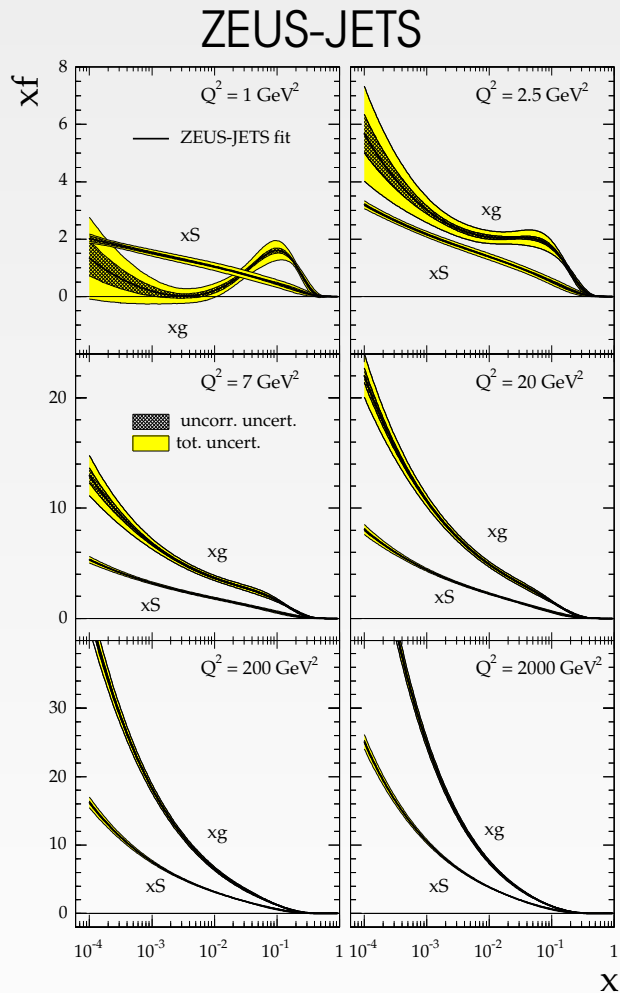 ZEUS-JETS
xf
8
6
4
2
0
Q² = 1 GeV²
ZEUS-JETS fit
xS
xg
Q² = 2.5 GeV²
xg
xS
20
10
0
Q² = 7 GeV²
uncorr. uncert.
tot. uncert.
xg
xS
Q² = 20 GeV²
xg
xS
30
20
10
0
Q² = 200 GeV²
xg
xS
Q² = 2000 GeV²
xg
xS
10⁻⁴ 10⁻³ 10⁻² 10⁻¹ 1 10⁻⁴ 10⁻³ 10⁻² 10⁻¹ 1
x